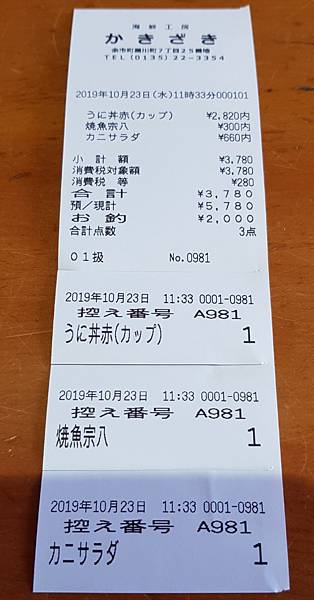 海鮮工房
かきざき
余市町黒川町7丁目25番地
TEL(0135)22-3354
2019年10月23日(水)11時33分000101
うに丼赤(カップ) ¥2,820内
焼魚宗八 ¥300内
カニサラダ ¥660内
小計額 ¥3,780
消費税対象額 ¥3,780
消費税 等 ¥280
合計 ¥3,780
預/現計 ¥5,780
お釣 ¥2,000
合計点数 3点
01扱 No.0981
2019年10月23日 11:33 0001-0981
控え番号 A981
うに丼赤(カップ) 1
2019年10月23日 11:33 0001-0981
控え番号 A981
焼魚宗八 1
2019年10月23日 11:33 0001-0981
控え番号 A981
カニサラダ 1